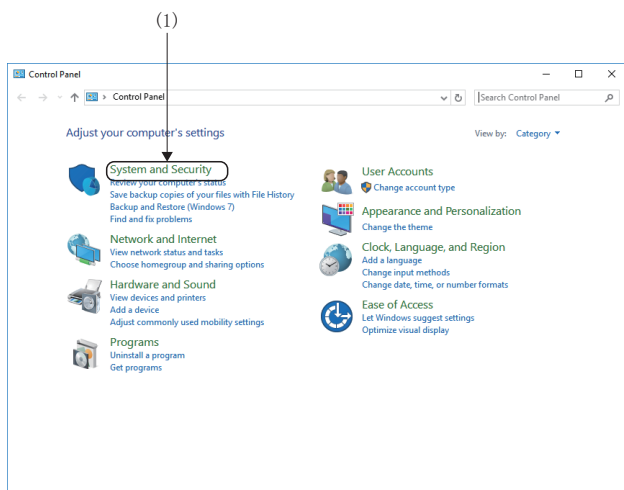 (1)
Control Panel
Control Panel
Search Control Panel
Adjust your computer's settings
View by: Category
System and Security
Review your computer's status
Save backup copies of your files with File History
Backup and Restore (Windows 7)
Find and fix problems
Network and Internet
View network status and tasks
Choose homegroup and sharing options
Hardware and Sound
View devices and printers
Add a device
Adjust commonly used mobility settings
Programs
Uninstall a program
Get programs
User Accounts
Change account type
Appearance and Personalization
Change the theme
Clock, Language, and Region
Add a language
Change input methods
Change date, time, or number formats
Ease of Access
Let Windows suggest settings
Optimize visual display